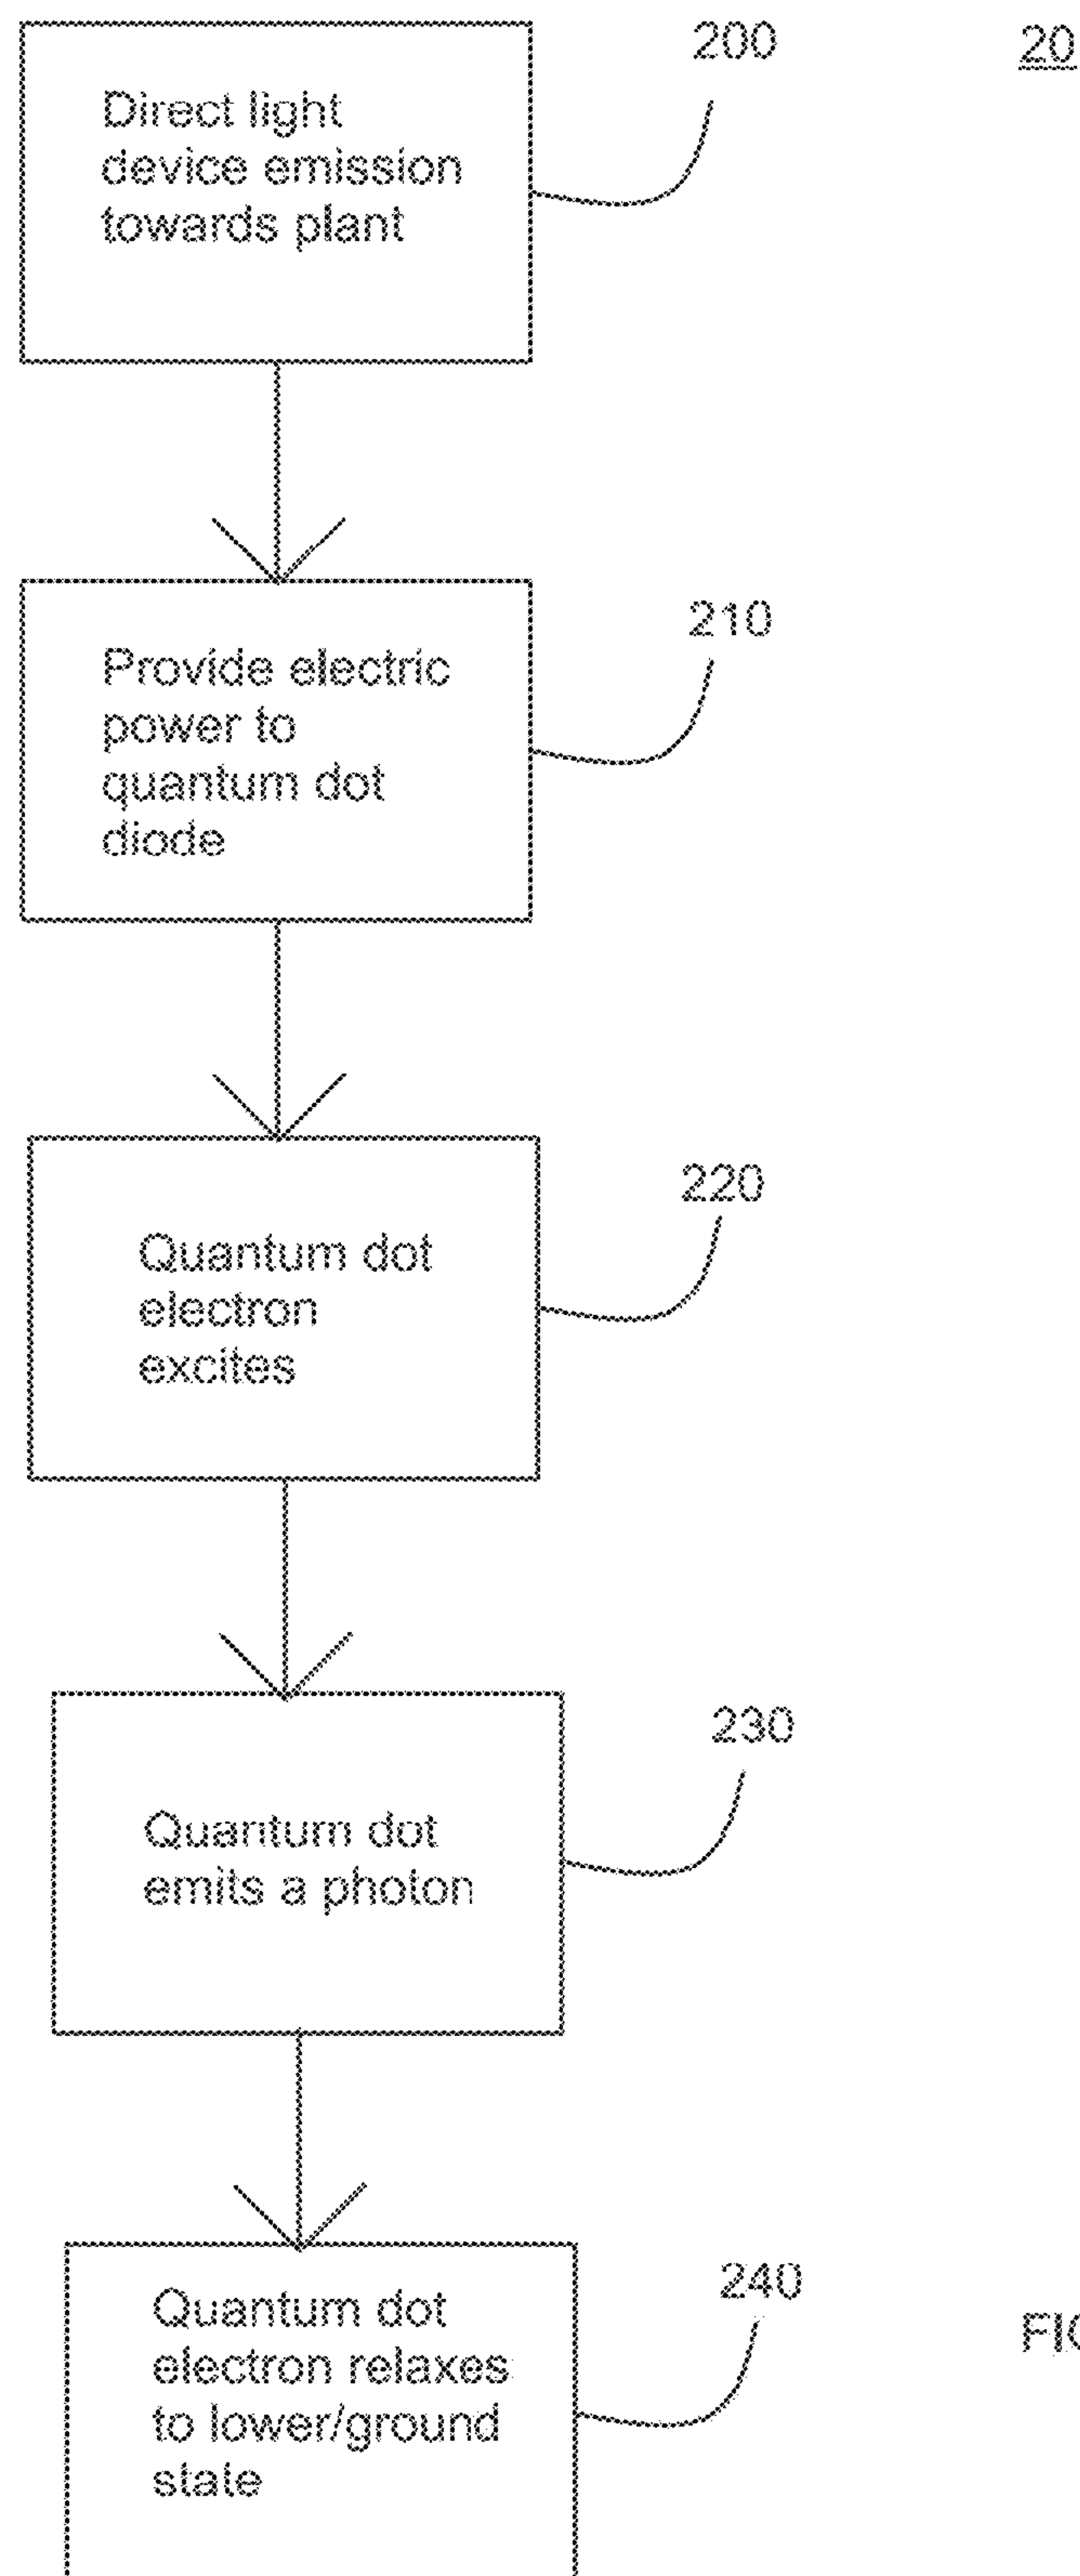 200
20
Direct light
device emission
towards plant
210
Provide electric
power to
quantum dot
diode
220
Quantum dot
electron
excites
230
Quantum dot
emits a photon
240
Quantum dot
electron relaxes
to lower/ground
state